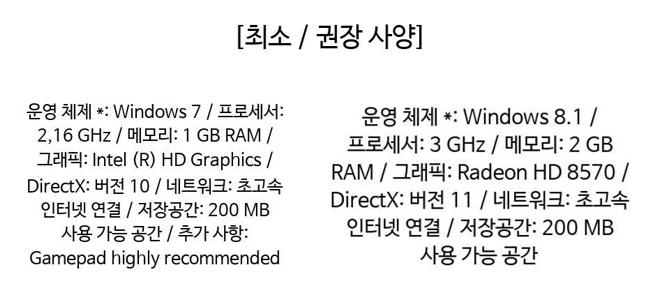 [최소 / 권장 사양]
운영 체제 *: Windows 7 / 프로세서:
2,16 GHz / 메모리: 1 GB RAM /
그래픽: Intel (R) HD Graphics /
DirectX: 버전 10 / 네트워크: 초고속
인터넷 연결 / 저장공간: 200 MB
사용 가능 공간 / 추가 사항:
Gamepad highly recommended
운영 체제 *: Windows 8.1 /
프로세서: 3 GHz / 메모리: 2 GB
RAM / 그래픽: Radeon HD 8570 /
DirectX: 버전 11 / 네트워크: 초고속
인터넷 연결 / 저장공간: 200 MB
사용 가능 공간